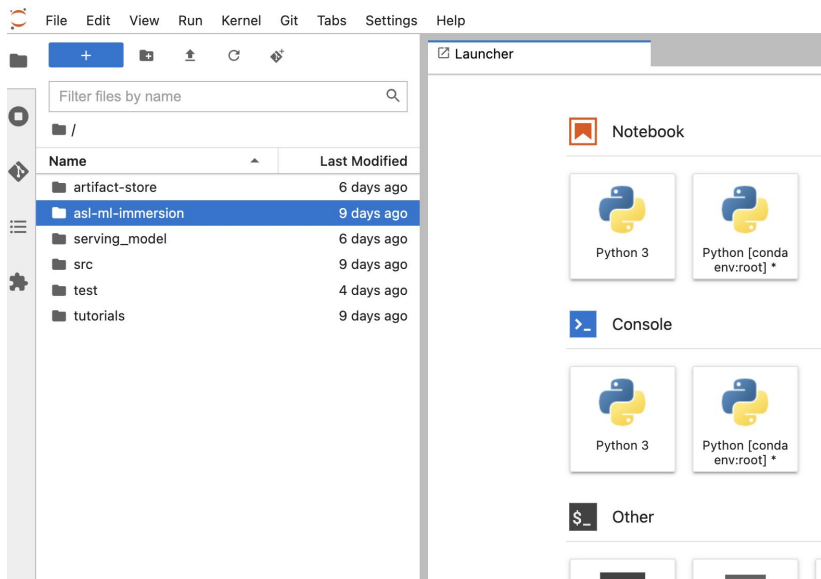 File Edit View Run Kernel Git Tabs Settings Help
+
Filter files by name
/
Name Last Modified
artifact-store 6 days ago
asl-ml-immersion 9 days ago
serving_model 6 days ago
src 9 days ago
test 4 days ago
tutorials 9 days ago
Launcher
Notebook
Python 3
Python [conda
env:root] *
>_ Console
Python 3
Python [conda
env:root] *
$_ Other